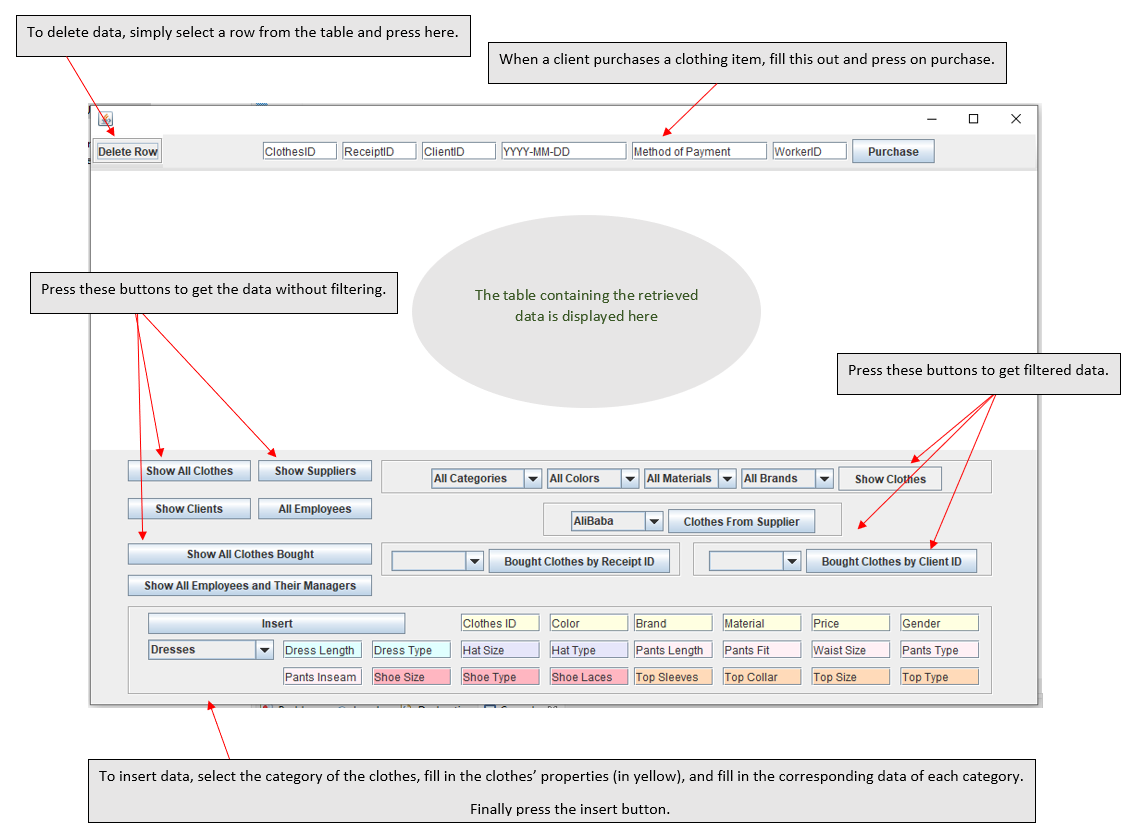 To delete data, simply select a row from the table and press here.
When a client purchases a clothing item, fill this out and press on purchase.
Delete Row
ClothesID
ReceiptID
ClientID
YYYY-MM-DD
Method of Payment
WorkerID
Purchase
The table containing the retrieved
data is displayed here
Press these buttons to get the data without filtering.
Press these buttons to get filtered data.
Show All Clothes
Show Suppliers
All Categories
All Colors
All Materials
All Brands
Show Clothes
Show Clients
All Employees
AliBaba
Clothes From Supplier
Show All Clothes Bought
Bought Clothes by Receipt ID
Bought Clothes by Client ID
Show All Employees and Their Managers
Insert
Clothes ID
Color
Brand
Material
Price
Gender
Dresses
Dress Length
Dress Type
Hat Size
Hat Type
Pants Length
Pants Fit
Waist Size
Pants Type
Pants Inseam
Shoe Size
Shoe Type
Shoe Laces
Top Sleeves
Top Collar
Top Size
Top Type
To insert data, select the category of the clothes, fill in the clothes’ properties (in yellow), and fill in the corresponding data of each category.
Finally press the insert button.